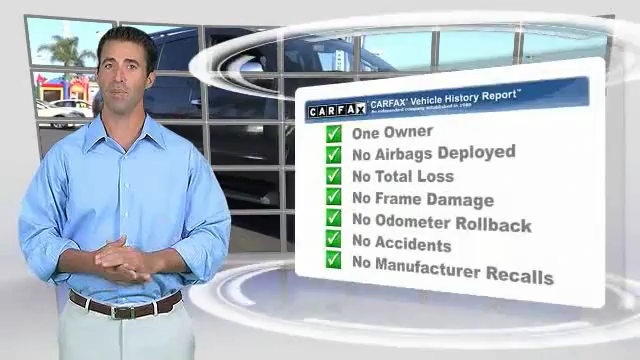 CARFAX
CARFAX® Vehicle History Report™
An independent company established in 1986
One Owner
No Airbags Deployed
No Total Loss
No Frame Damage
No Odometer Rollback
No Accidents
No Manufacturer Recalls